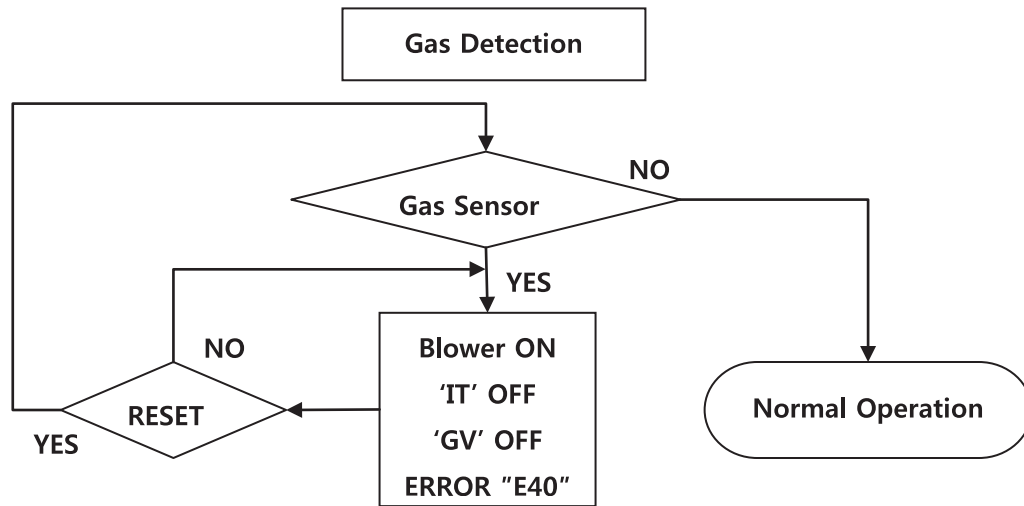 Gas Detection
NO
Gas Sensor
YES
Blower ON
‘IT’ OFF
‘GV’ OFF
ERROR ”E40"
NO
RESET
YES
Normal Operation